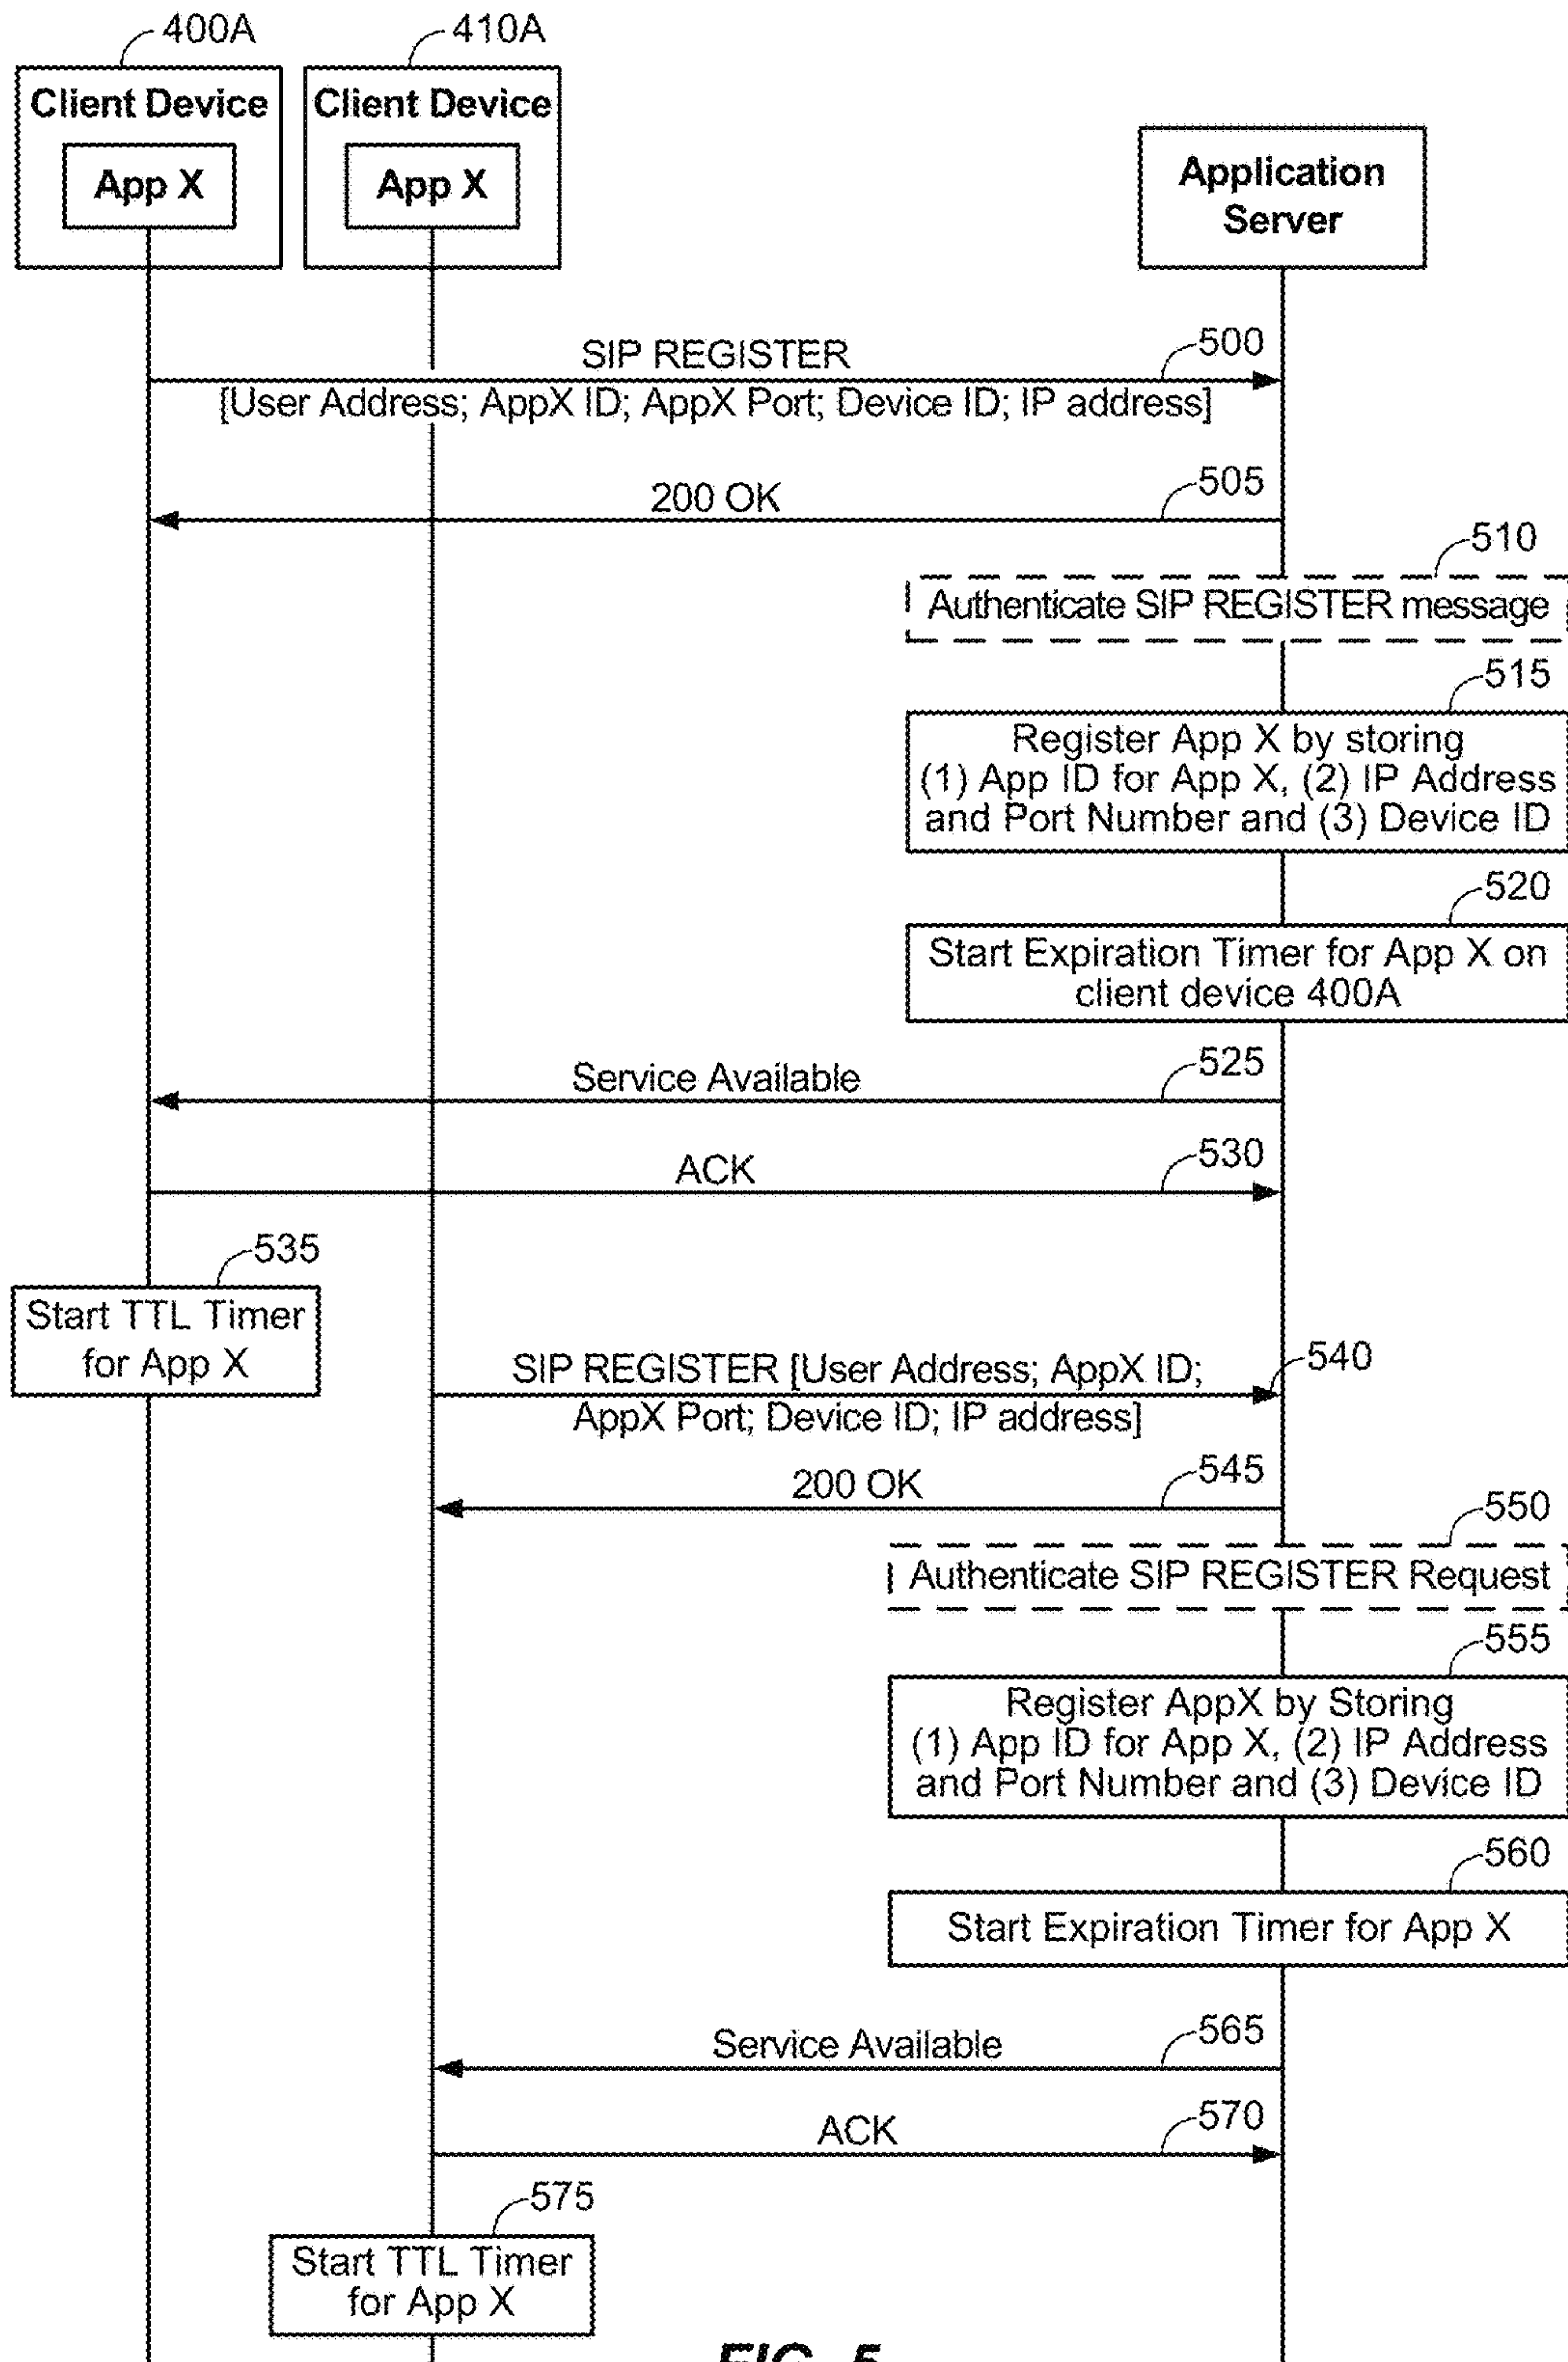 400A
410A
Client Device
Client Device
App X
App X
Application
Server
500
SIP REGISTER
[User Address; AppX ID; AppX Port; Device ID; IP address]
505
200 OK
510
Authenticate SIP REGISTER message
515
Register App X by storing
(1) App ID for App X, (2) IP Address
and Port Number and (3) Device ID
520
Start Expiration Timer for App X on
client device 400A
525
Service Available
530
ACK
535
Start TTL Timer
for App X
540
SIP REGISTER [User Address; AppX ID;
AppX Port; Device ID; IP address]
545
200 OK
550
Authenticate SIP REGISTER Request
555
Register AppX by Storing
(1) App ID for App X, (2) IP Address
and Port Number and (3) Device ID
560
Start Expiration Timer for App X
565
Service Available
570
ACK
575
Start TTL Timer
for App X
FIG. 5